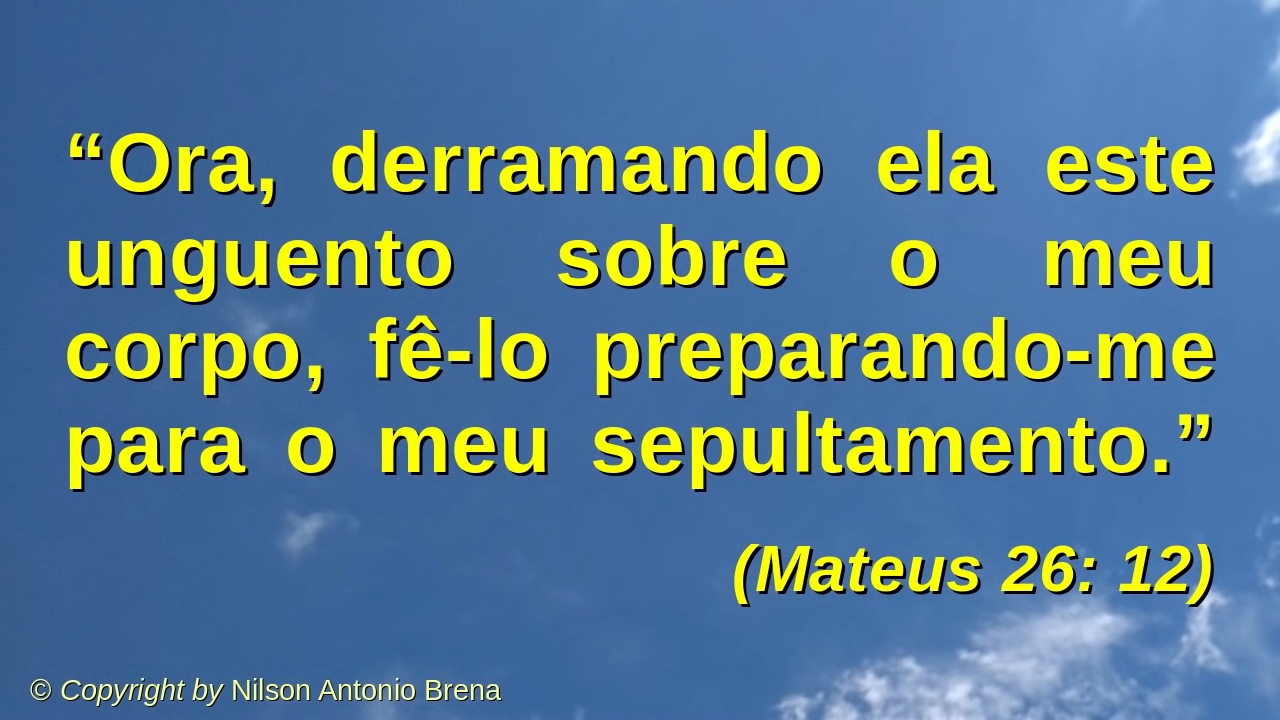 “Ora, derramando ela este
unguento sobre o meu
corpo, fê-lo preparando-me
para o meu sepultamento.”
(Mateus 26: 12)
© Copyright by Nilson Antonio Brena